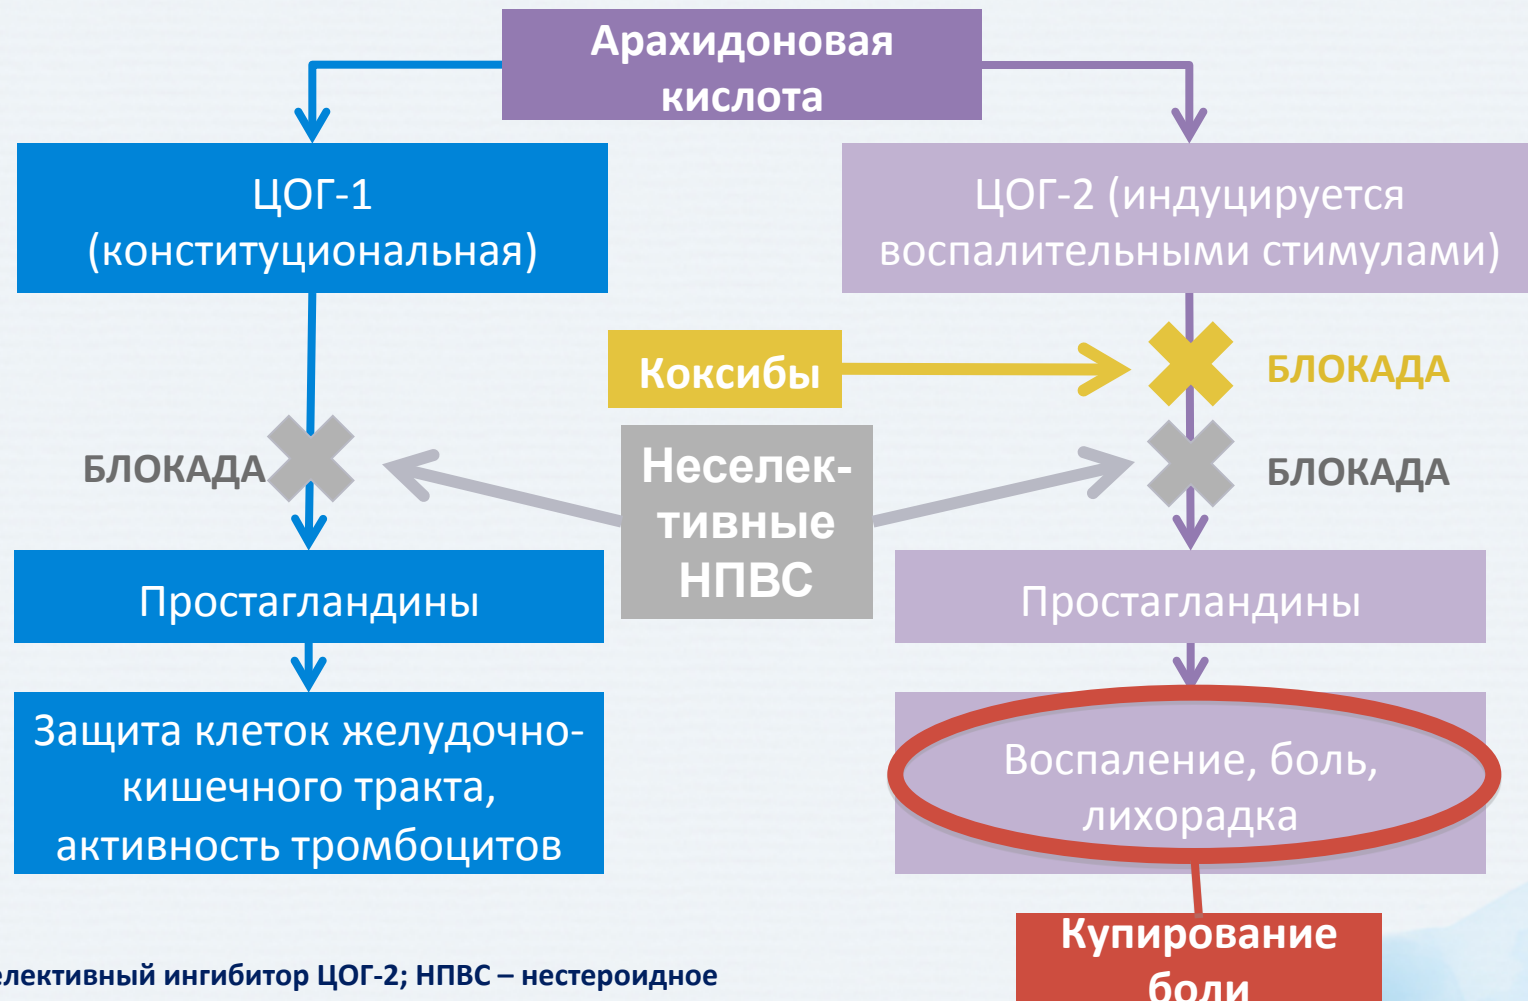 Арахидоновая
кислота
ЦОГ-1
(конституциональная)
ЦОГ-2 (индуцируется
воспалительными стимулами)
Коксибы
БЛОКАДА
БЛОКАДА
Неселек-
тивные
НПВС
БЛОКАДА
Простагландины
Простагландины
Защита клеток желудочно-
кишечного тракта,
активность тромбоцитов
Воспаление, боль,
лихорадка
Купирование
боли
елективный ингибитор ЦОГ-2; НПВС – нестероидное